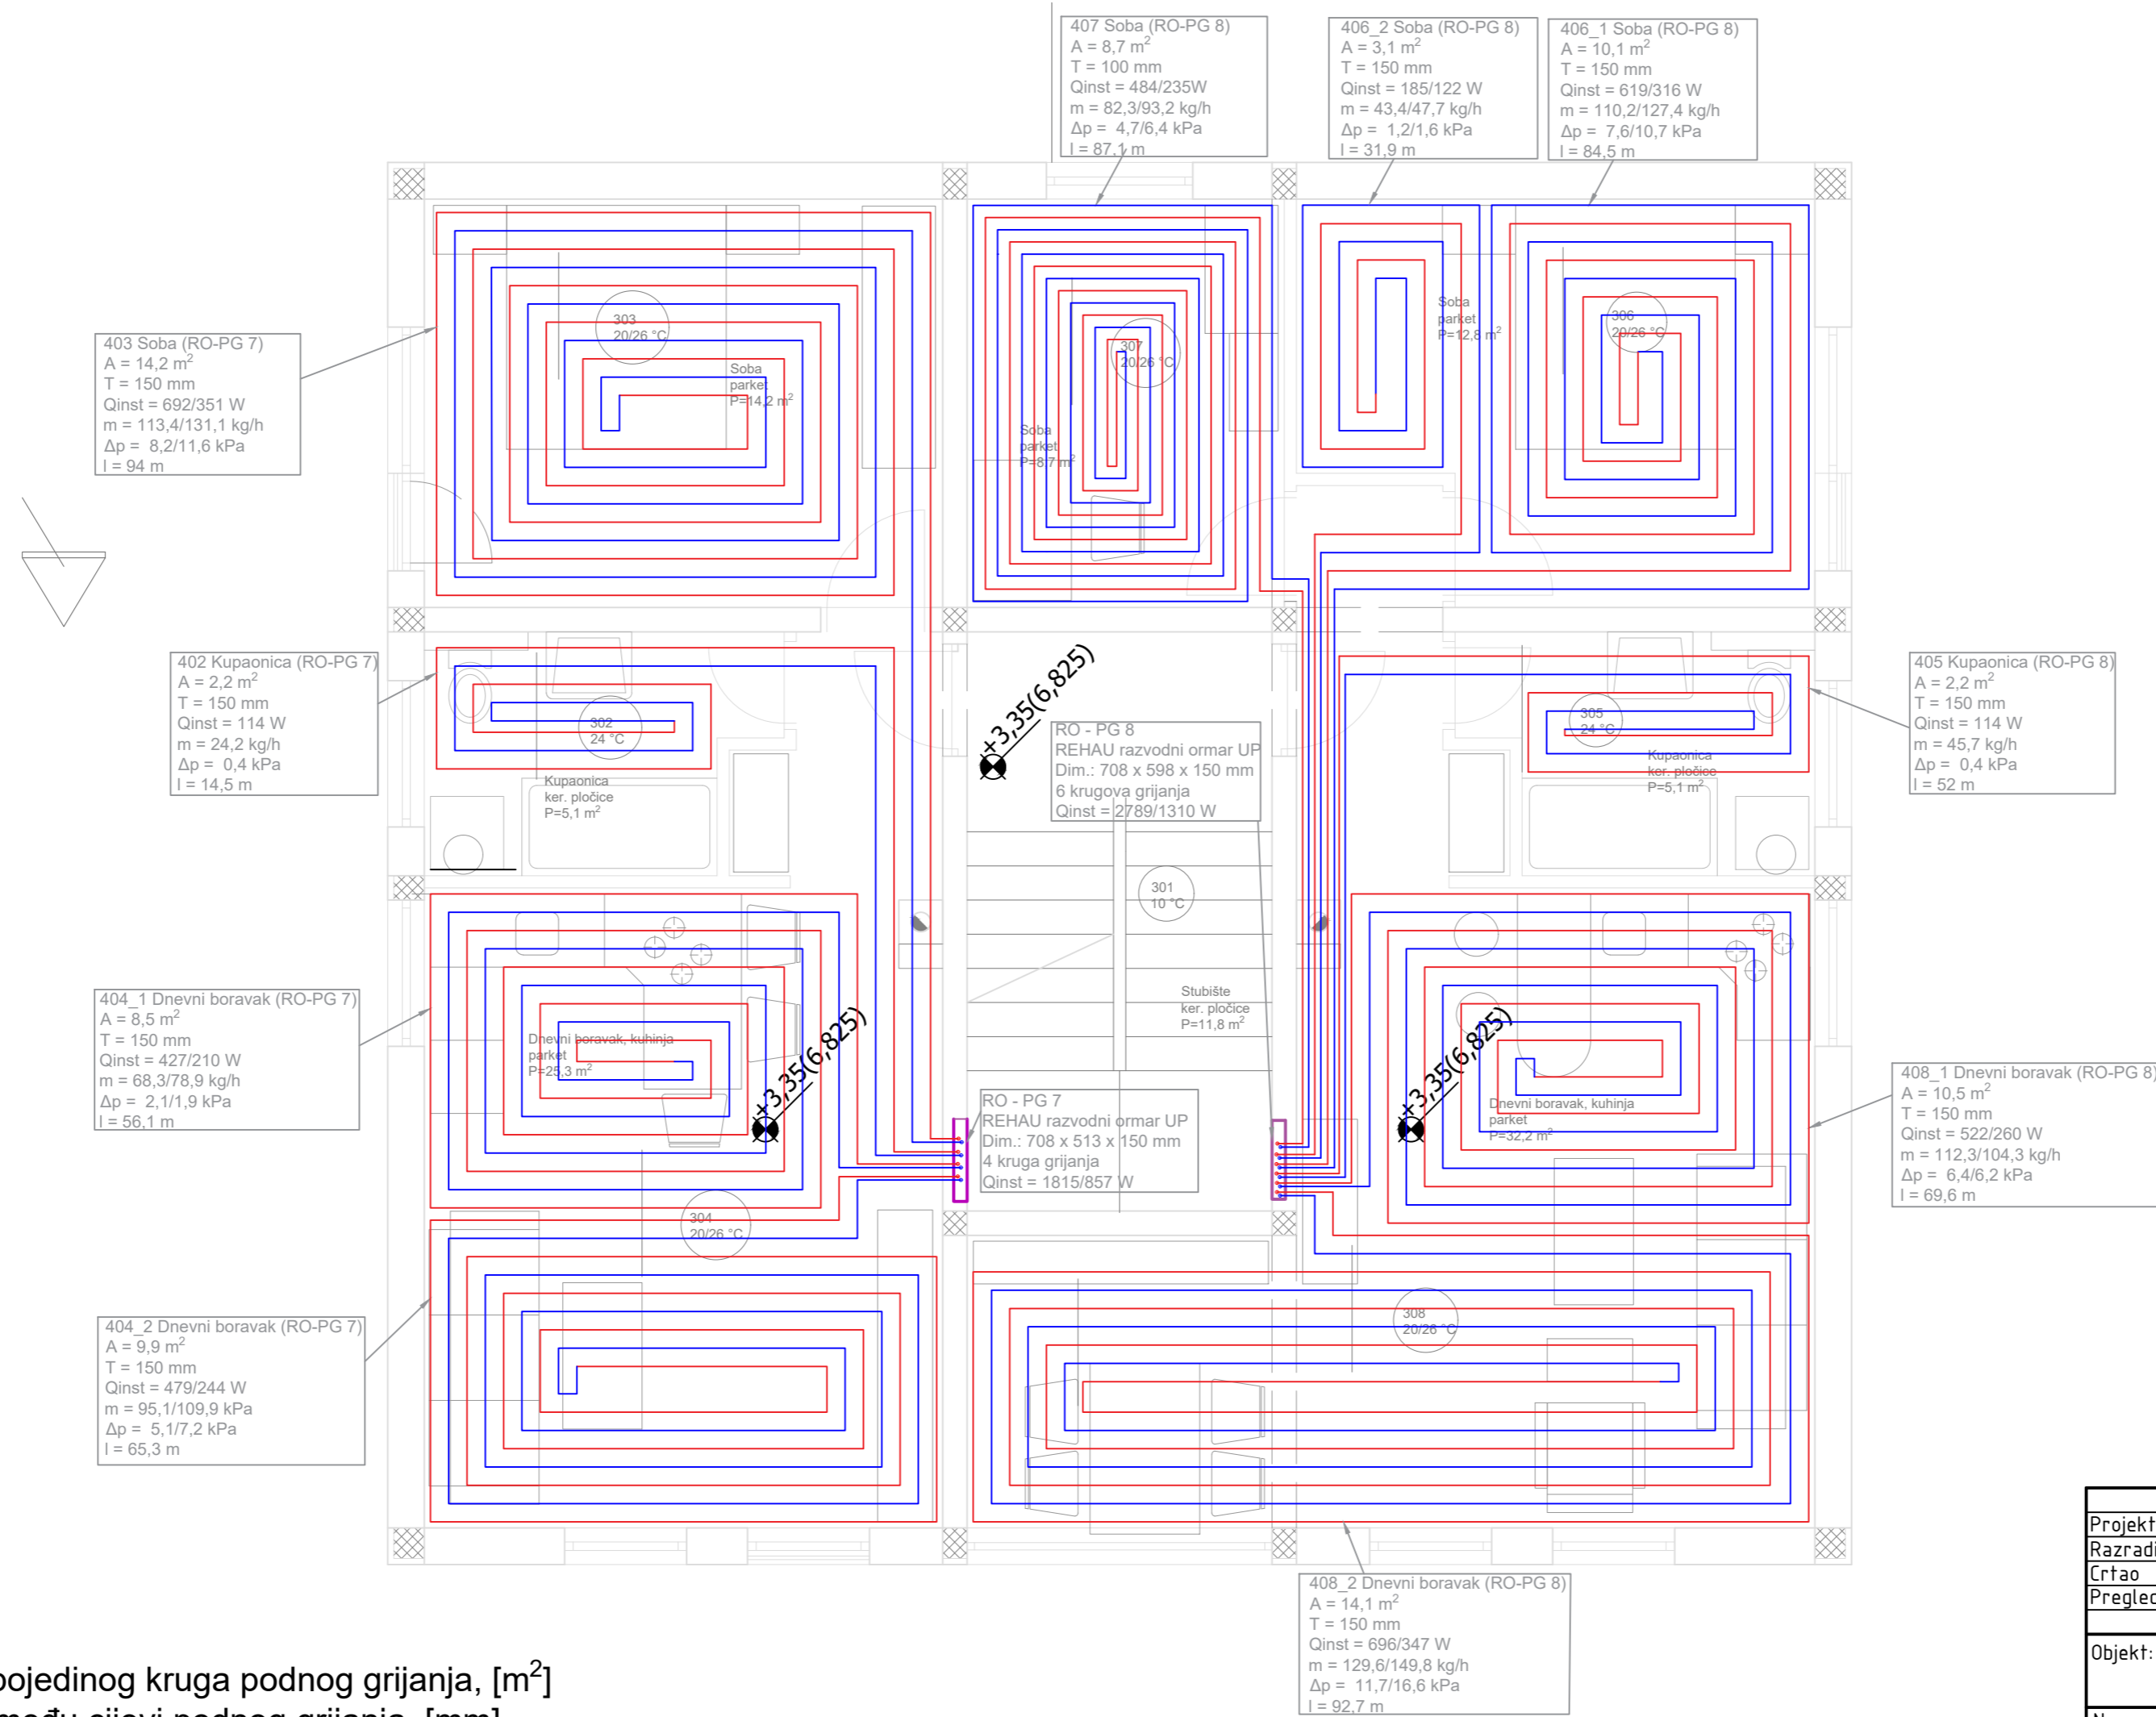 407 Soba (RO-PG 8)
A = 8,7 m²
T = 100 mm
Qinst = 484/235W
m = 82,3/93,2 kg/h
Δp =  4,7/6,4 kPa
l = 87,1 m
406_2 Soba (RO-PG 8)
A = 3,1 m²
T = 150 mm
Qinst = 185/122 W
m = 43,4/47,7 kg/h
Δp =  1,2/1,6 kPa
l = 31,9 m
406_1 Soba (RO-PG 8)
A = 10,1 m²
T = 150 mm
Qinst = 619/316 W
m = 110,2/127,4 kg/h
Δp =  7,6/10,7 kPa
l = 84,5 m
403 Soba (RO-PG 7)
A = 14,2 m²
T = 150 mm
Qinst = 692/351 W
m = 113,4/131,1 kg/h
Δp =  8,2/11,6 kPa
l = 94 m
303
20/26 °C
Soba
parket
P=14,2 m²
307
20/26 °C
Soba
parket
P=8,7 m²
Soba
parket
P=12,8 m²
306
20/26 °C
402 Kupaonica (RO-PG 7)
A = 2,2 m²
T = 150 mm
Qinst = 114 W
m = 24,2 kg/h
Δp =  0,4 kPa
l = 14,5 m
302
24 °C
Kupaonica
ker. pločice
P=5,1 m²
+3,35(6,825)
RO - PG 8
REHAU razvodni ormar UP
Dim.: 708 x 598 x 150 mm
6 krugova grijanja
Qinst = 2789/1310 W
305
24 °C
Kupaonica
ker. pločice
P=5,1 m²
405 Kupaonica (RO-PG 8)
A = 2,2 m²
T = 150 mm
Qinst = 114 W
m = 45,7 kg/h
Δp =  0,4 kPa
l = 52 m
301
10 °C
Stubište
ker. pločice
P=11,8 m²
404_1 Dnevni boravak (RO-PG 7)
A = 8,5 m²
T = 150 mm
Qinst = 427/210 W
m = 68,3/78,9 kg/h
Δp =  2,1/1,9 kPa
l = 56,1 m
Dnevni boravak, kuhinja
parket
P=25,3 m²
+3,35(6,825)
RO - PG 7
REHAU razvodni ormar UP
Dim.: 708 x 513 x 150 mm
4 kruga grijanja
Qinst = 1815/857 W
+3,35(6,825)
Dnevni boravak, kuhinja
parket
P=32,2 m²
408_1 Dnevni boravak (RO-PG 8)
A = 10,5 m²
T = 150 mm
Qinst = 522/260 W
m = 112,3/104,3 kg/h
Δp =  6,4/6,2 kPa
l = 69,6 m
304
20/26 °C
404_2 Dnevni boravak (RO-PG 7)
A = 9,9 m²
T = 150 mm
Qinst = 479/244 W
m = 95,1/109,9 kPa
Δp =  5,1/7,2 kPa
l = 65,3 m
308
20/26 °C
408_2 Dnevni boravak (RO-PG 8)
A = 14,1 m²
T = 150 mm
Qinst = 696/347 W
m = 129,6/149,8 kg/h
Δp =  11,7/16,6 kPa
l = 92,7 m
Projekt
Razradi
Crtao
Pregled
Objekt:
pojedinog kruga podnog grijanja, [m²]
među cijevi podnog grijanja, [mm]